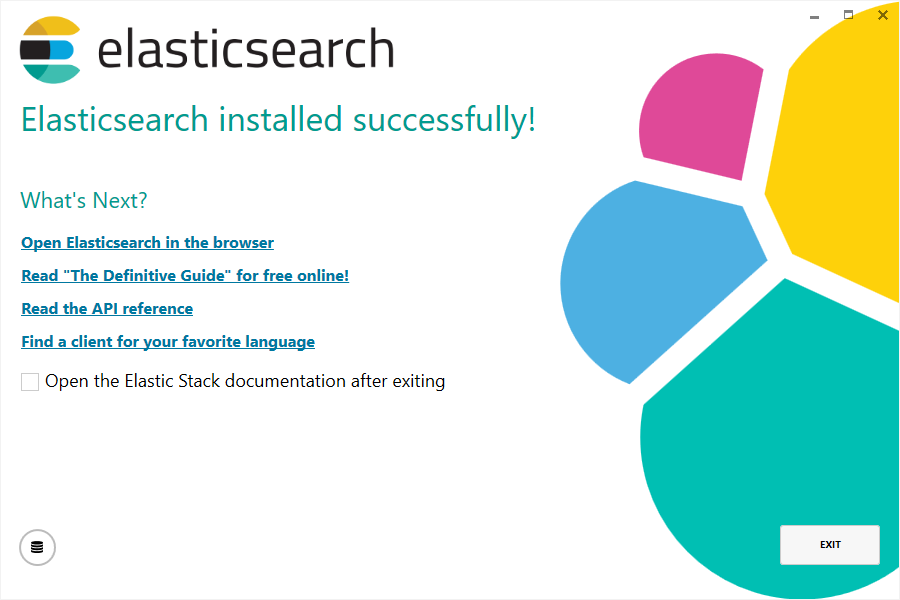 elasticsearch
Elasticsearch installed successfully!
What's Next?
Open Elasticsearch in the browser
Read "The Definitive Guide" for free online!
Read the API reference
Find a client for your favorite language
Open the Elastic Stack documentation after exiting
EXIT